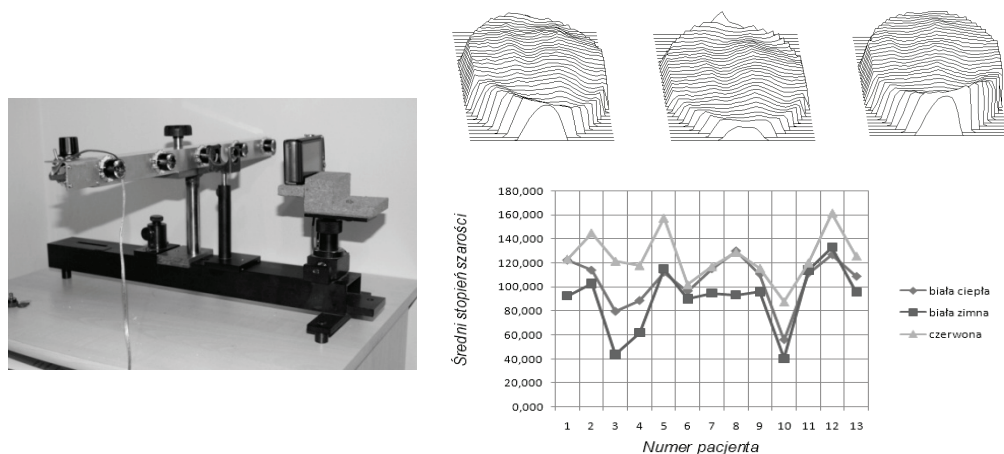 180,000
160,000
140,000
120,000
100,000
80,000
60,000
40,000
20,000
0,000
Średni stopień szarości
1 2 3 4 5 6 7 8 9 10 11 12 13
Numer pacjenta
biała ciepła
biała zimna
czerwona